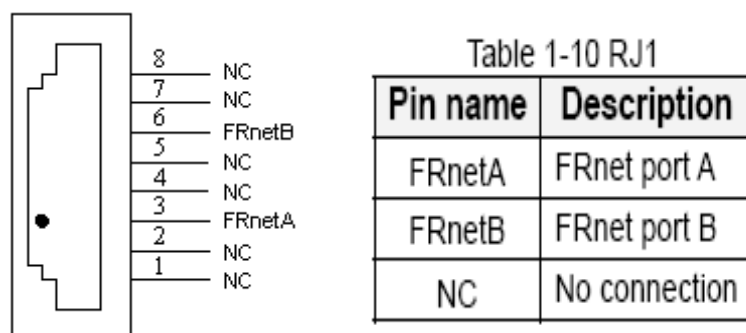 8 NC
7 NC
6 FRnetB
5 NC
4 NC
3 FRnetA
2 NC
1 NC
Table 1-10 RJ1
Pin name Description
FRnetA FRnet port A
FRnetB FRnet port B
NC No connection